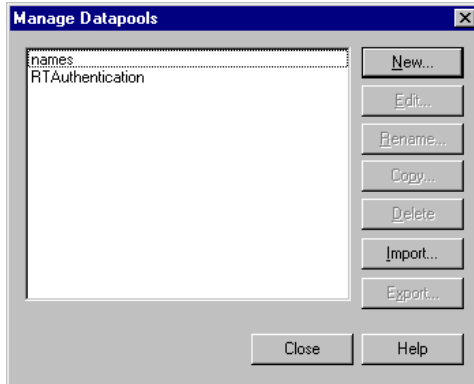 Manage Datapools
names
RTAuthentication
New...
Edit...
Rename...
Copy...
Delete
Import...
Export...
Close
Help